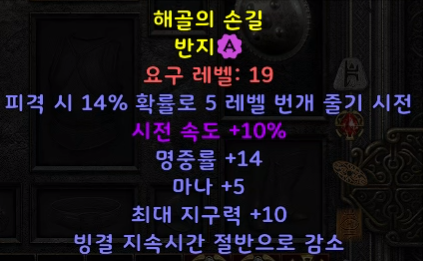 해골의 손길
반지 A
요구 레벨: 19
피격 시 14% 확률로 5 레벨 번개 줄기 시전
시전 속도 +10%
명중률 +14
마나 +5
최대 지구력 +10
빙결 지속시간 절반으로 감소